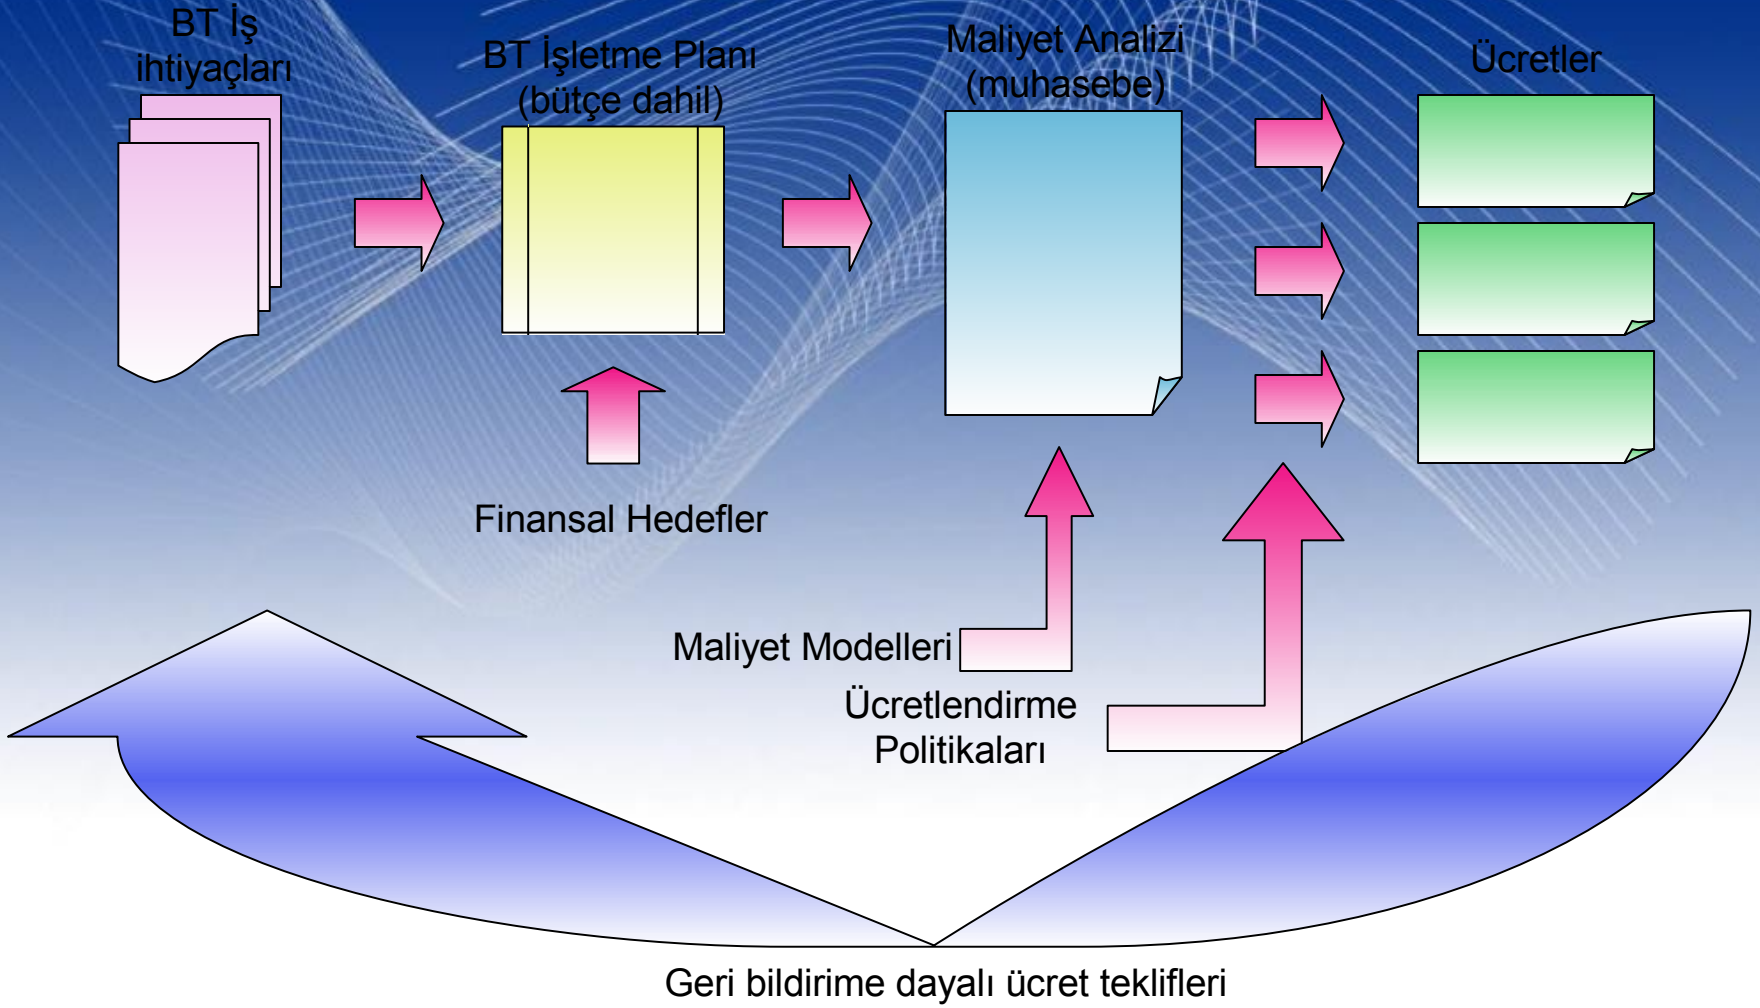 BT İş
ihtiyaçları
BT İşletme Planı
(bütçe dahil)
Maliyet Analizi
(muhasebe)
Ücretler
Finansal Hedefler
Maliyet Modelleri
Ücretlendirme
Politikaları
Geri bildirime dayalı ücret teklifleri